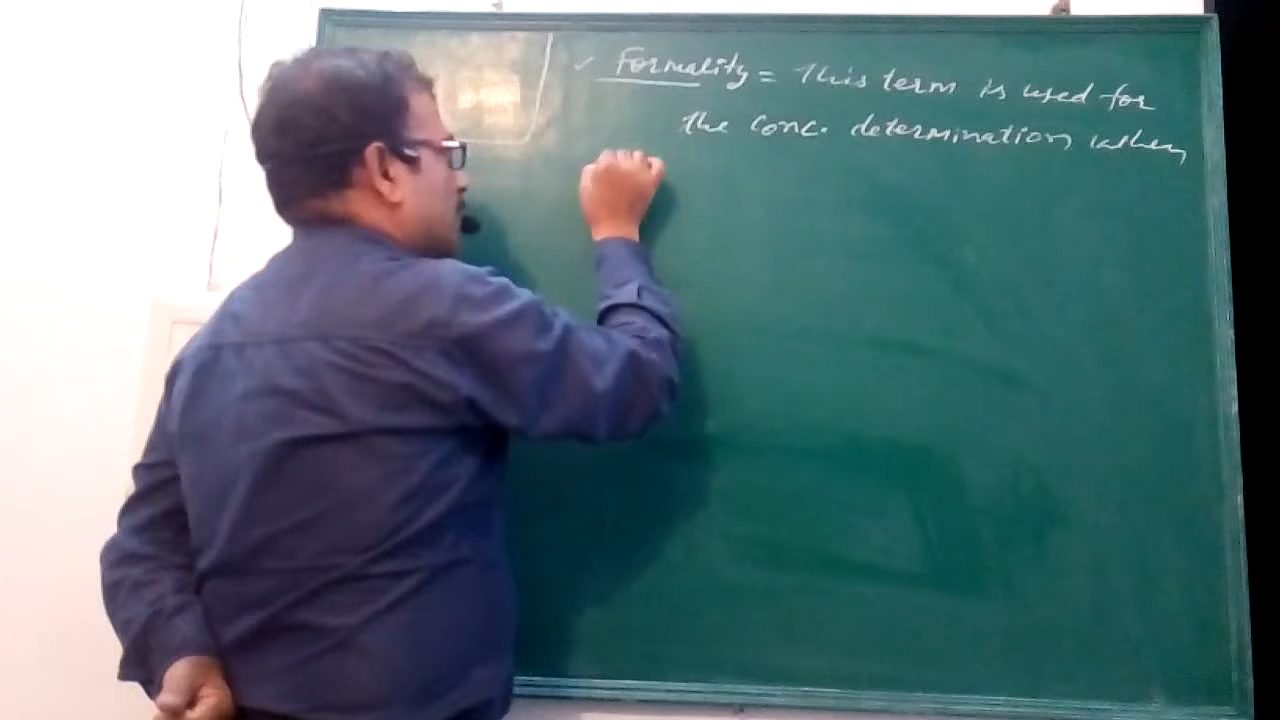 ✓ Formality = This term is used for
the conc. determination when